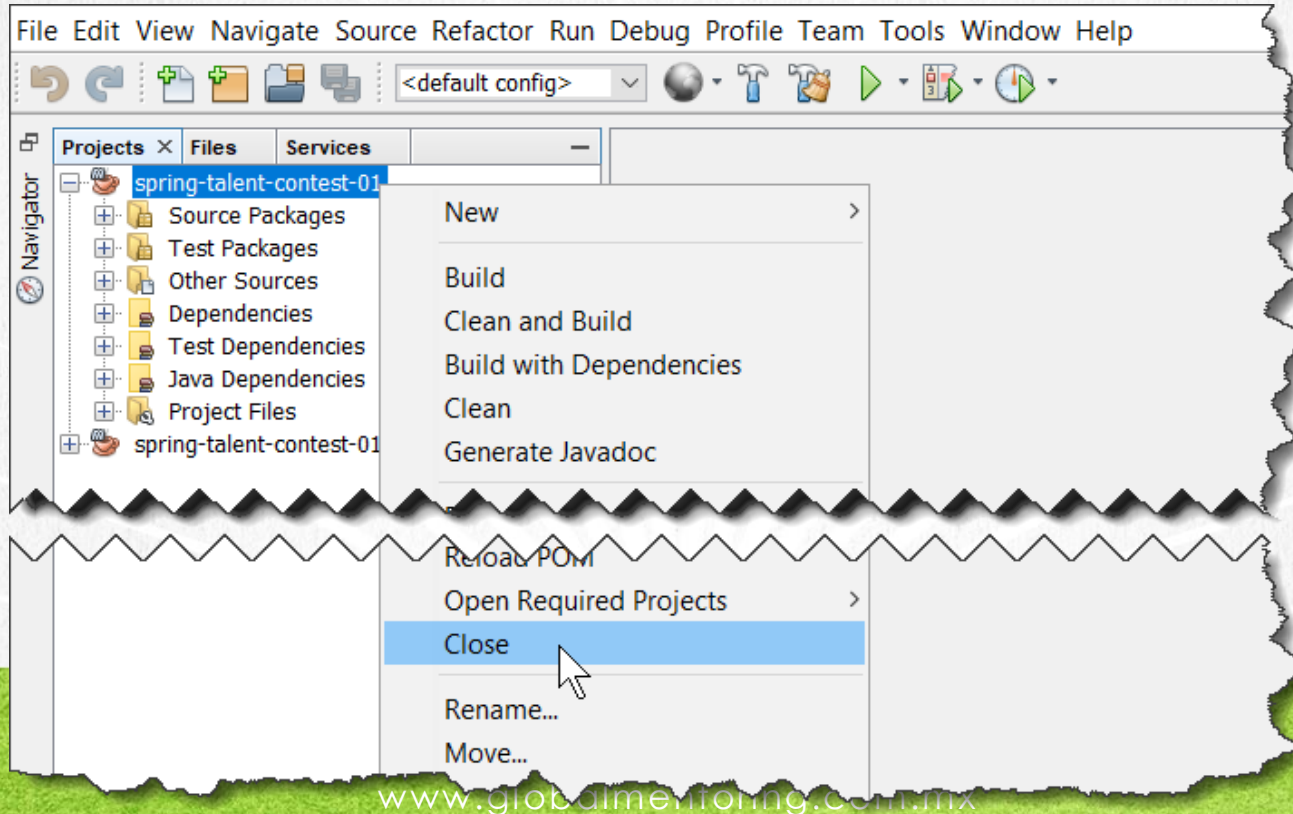 File Edit View Navigate Source Refactor Run Debug Profile Team Tools Window Help
<default config>
Projects Files Services
Navigator
spring-talent-contest-01
Source Packages
Test Packages
Other Sources
Dependencies
Test Dependencies
Java Dependencies
Project Files
spring-talent-contest-01
New
Build
Clean and Build
Build with Dependencies
Clean
Generate Javadoc
Reload POM
Open Required Projects
Close
Rename...
Move...
www.globalmentoring.com.mx